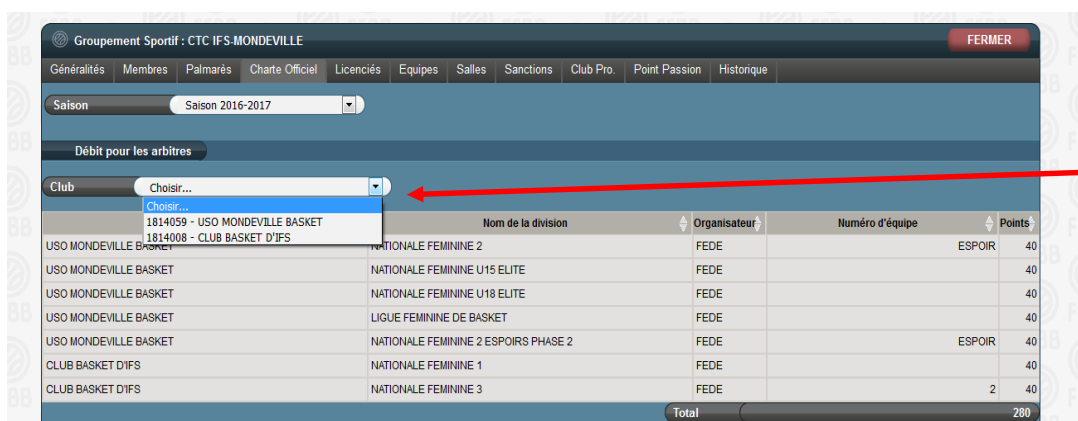 Groupement Sportif : CTC IFS-MONDEVILLE FERMER
Généralités Membres Palmarès Charte Officiel Licenciés Equipes Salles Sanctions Club Pro. Point Passion Historique
Saison Saison 2016-2017
Débit pour les arbitres
Club Choisir...
Choisir...
1814059 - USO MONDEVILLE BASKET
1814008 - CLUB BASKET D'IFS
Nom de la division Organisateur Numéro d'équipe Points
USO MONDEVILLE BASKET NATIONALE FEMININE 2 FEDE ESPOIR 40
USO MONDEVILLE BASKET NATIONALE FEMININE U15 ELITE FEDE 40
USO MONDEVILLE BASKET NATIONALE FEMININE U18 ELITE FEDE 40
USO MONDEVILLE BASKET LIGUE FEMININE DE BASKET FEDE 40
USO MONDEVILLE BASKET NATIONALE FEMININE 2 ESPOIRS PHASE 2 FEDE ESPOIR 40
CLUB BASKET D'IFS NATIONALE FEMININE 1 FEDE 40
CLUB BASKET D'IFS NATIONALE FEMININE 3 FEDE 2 40
Total 280